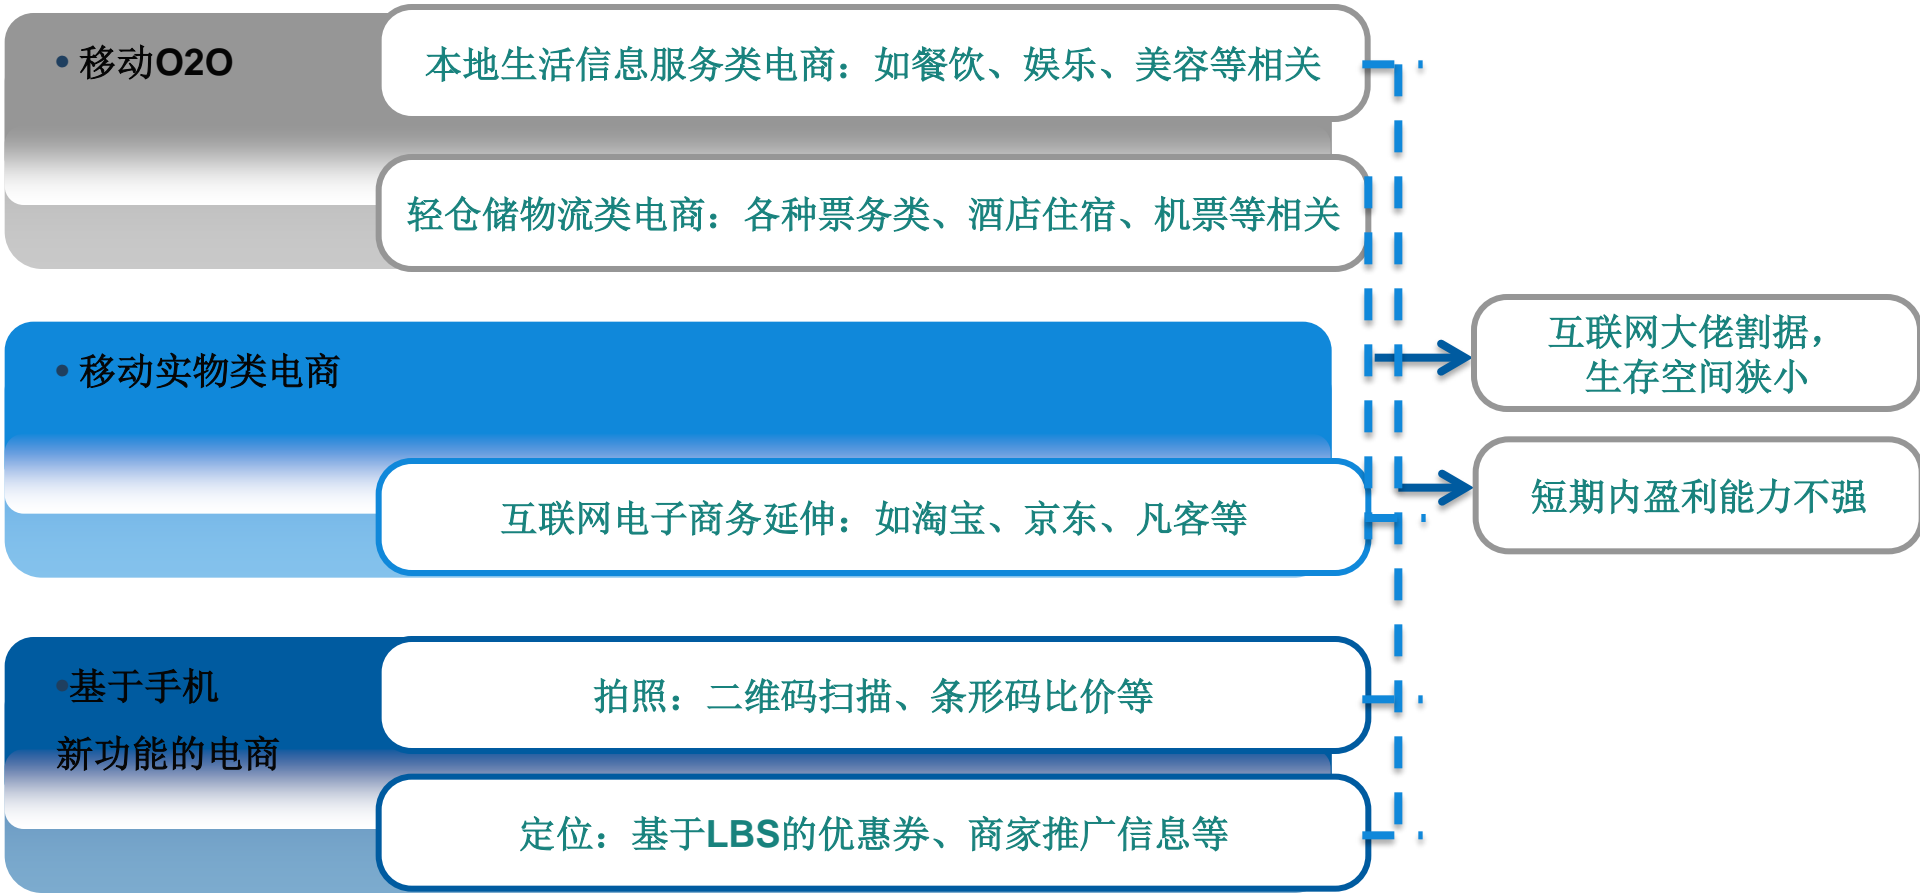 • 移动O2O
本地生活信息服务类电商：如餐饮、娱乐、美容等相关
轻仓储物流类电商：各种票务类、酒店住宿、机票等相关
• 移动实物类电商
互联网电子商务延伸：如淘宝、京东、凡客等
•基于手机
新功能的电商
拍照：二维码扫描、条形码比价等
定位：基于LBS的优惠券、商家推广信息等
互联网大佬割据，
生存空间狭小
短期内盈利能力不强